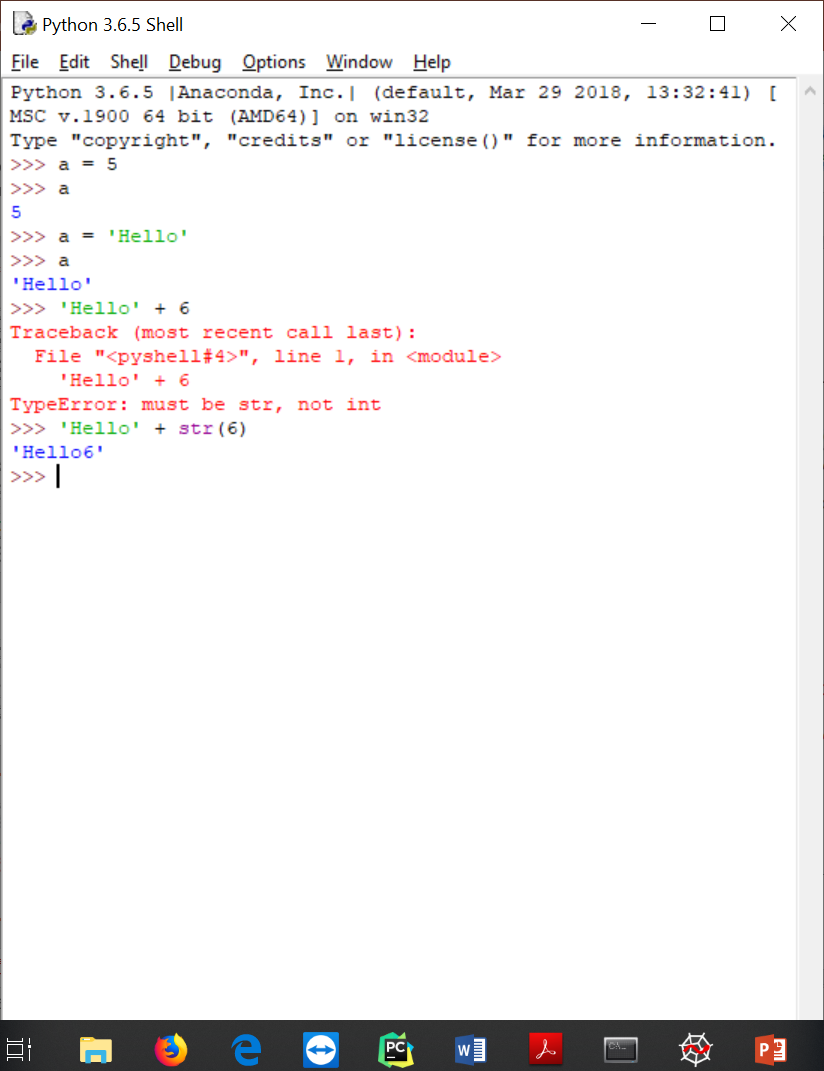 Python 3.6.5 Shell
File Edit Shell Debug Options Window Help
Python 3.6.5 |Anaconda, Inc.| (default, Mar 29 2018, 13:32:41) [
MSC v.1900 64 bit (AMD64)] on win32
Type "copyright", "credits" or "license()" for more information.
>>> a = 5
>>> a
5
>>> a = 'Hello'
>>> a
'Hello'
>>> 'Hello' + 6
Traceback (most recent call last):
  File "<pyshell#4>", line 1, in <module>
    'Hello' + 6
TypeError: must be str, not int
>>> 'Hello' + str(6)
'Hello6'
>>>
PC W P